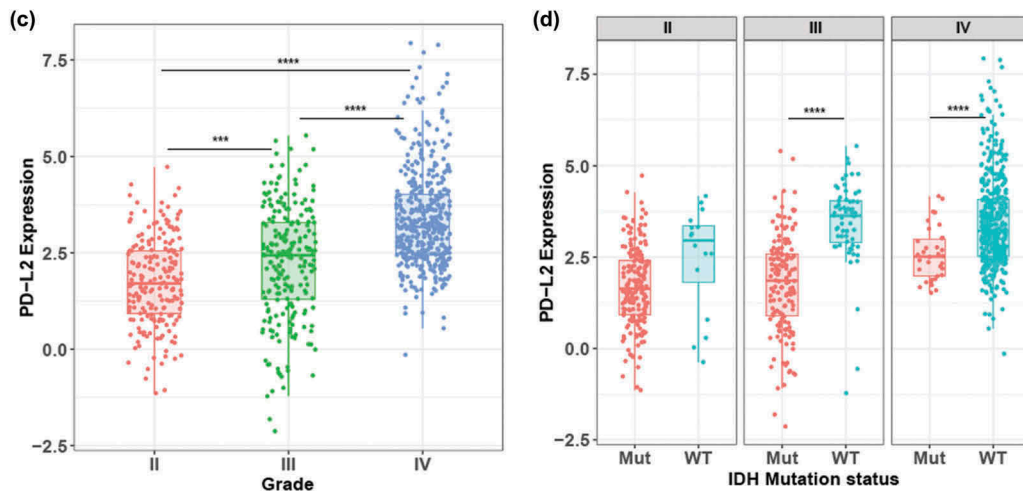 (c)
PD-L2 Expression
7.5
5.0
2.5
0.0
−2.5
****
****
***
II
III
IV
Grade
(d)
II
III
IV
PD-L2 Expression
7.5
5.0
2.5
0.0
−2.5
****
****
Mut
WT
Mut
WT
Mut
WT
IDH Mutation status